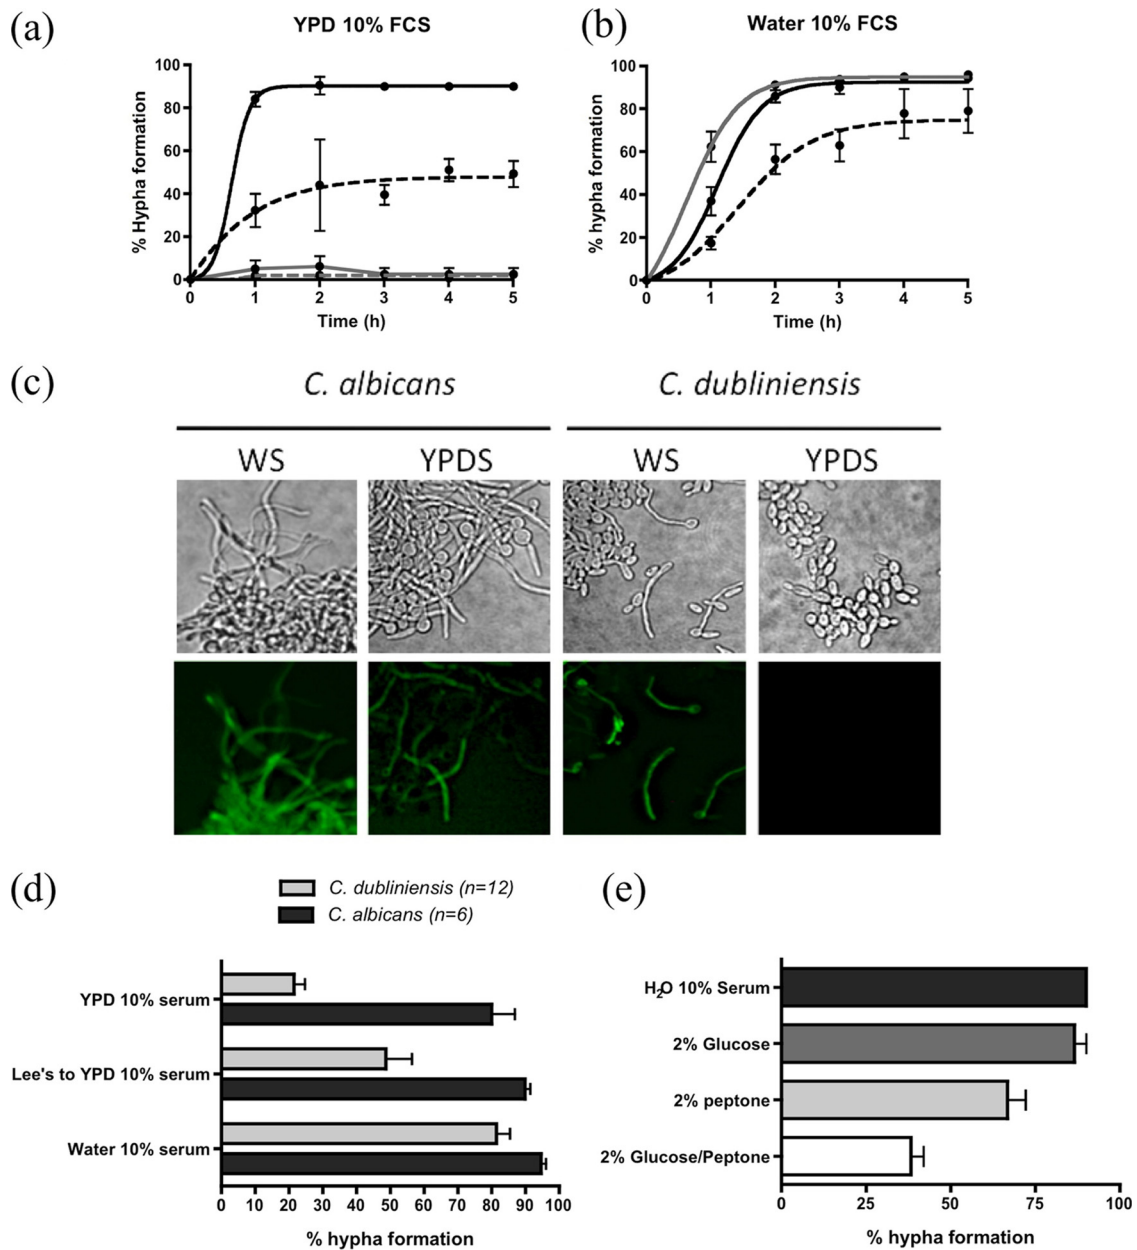 (a)
YPD 10% FCS
% Hypha formation
100
80
60
40
20
0
0 1 2 3 4 5
Time (h)
(b)
Water 10% FCS
% hypha formation
100
80
60
40
20
0
0 1 2 3 4 5
Time (h)
(c)
C. albicans C. dubliniensis
WS YPDS WS YPDS
(d)
C. dubliniensis (n=12)
C. albicans (n=6)
YPD 10% serum
Lee's to YPD 10% serum
Water 10% serum
0 10 20 30 40 50 60 70 80 90 100
% hypha formation
(e)
H₂O 10% Serum
2% Glucose
2% peptone
2% Glucose/Peptone
0 25 50 75 100
% hypha formation